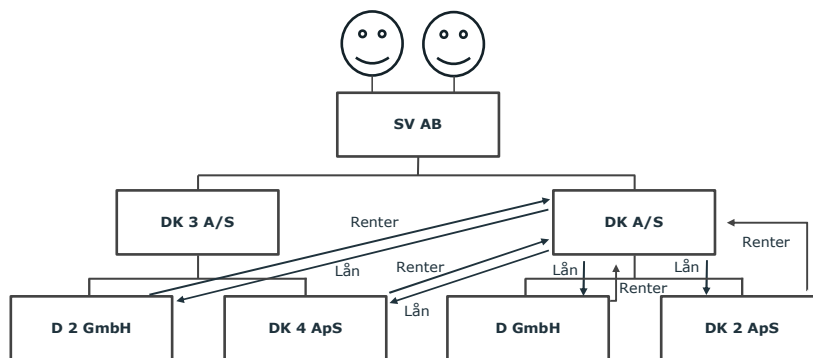 SV AB
DK 3 A/S
DK A/S
Renter
Renter
Lån
Renter
Lån
Lån
Renter
Lån
D 2 GmbH
DK 4 ApS
D GmbH
DK 2 ApS